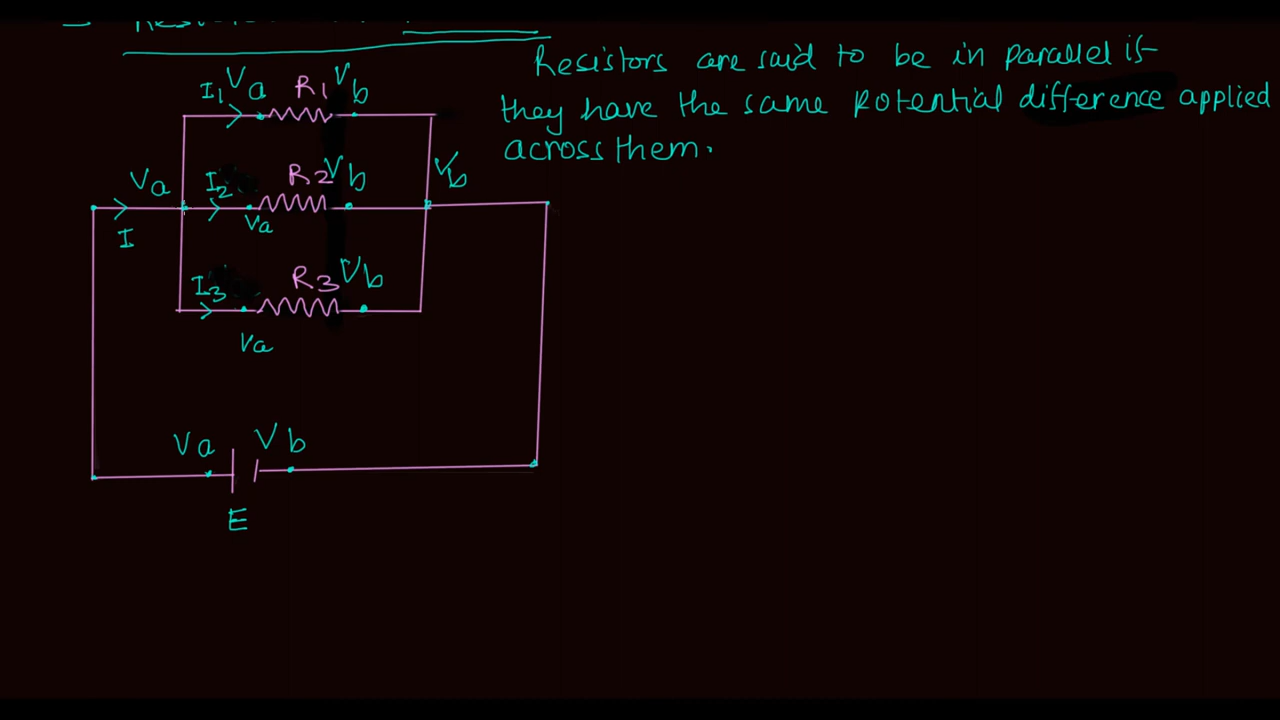 Resistors are said to be in parallel if
they have the same potential difference applied
across them.
I1 Va R1 Vb
Va I2 R2 Vb Vb
I Va
I3 R3 Vb
Va
Va Vb
E